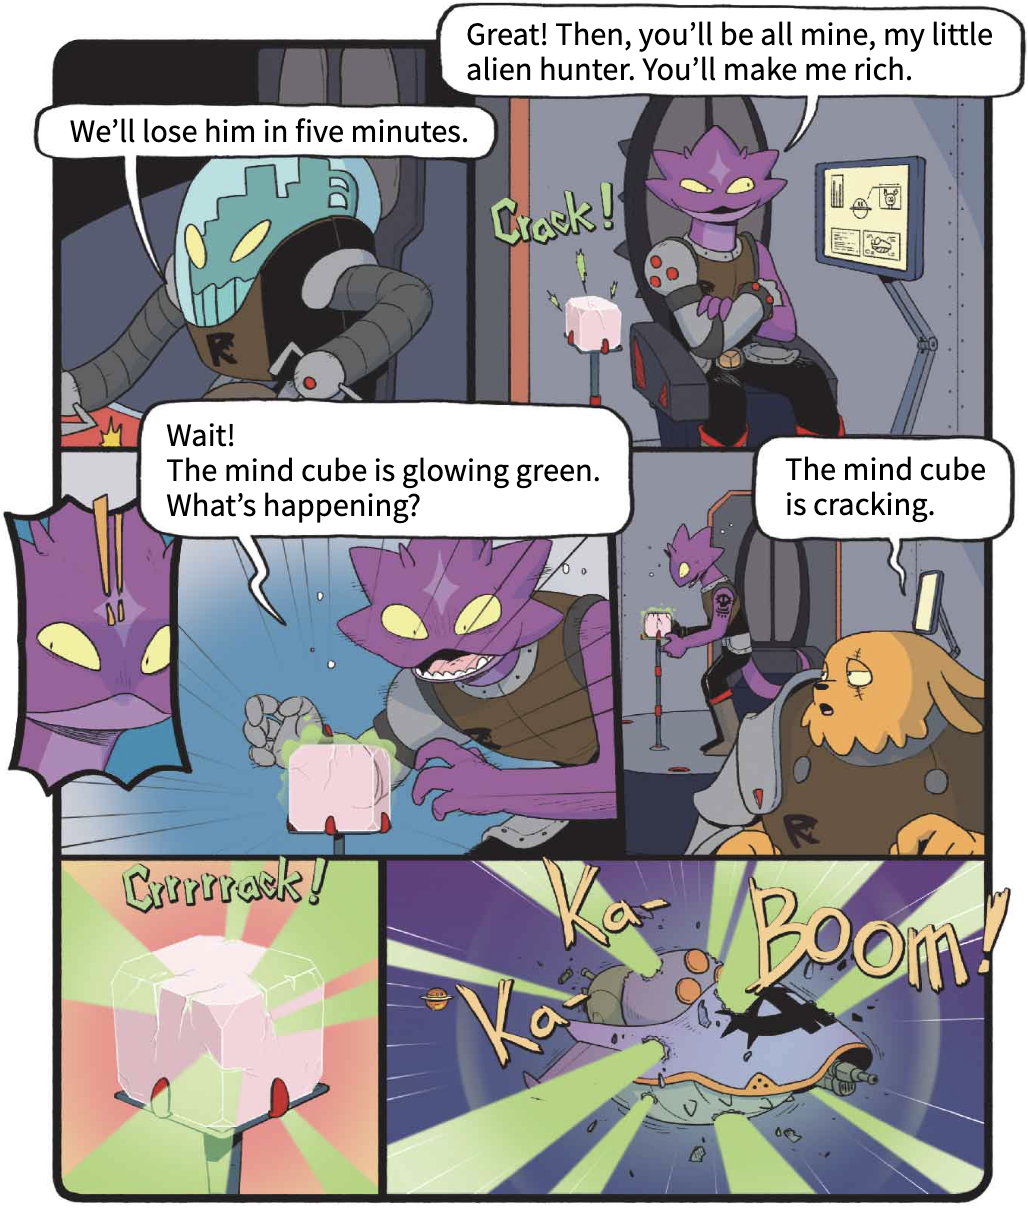 Great! Then, you'll be all mine, my little
alien hunter. You'll make me rich.
We'll lose him in five minutes.
Crack!
Wait!
The mind cube is glowing green.
What's happening?
The mind cube
is cracking.
!!
Crrrrrack!
Ka-
Ka-
BOOM!